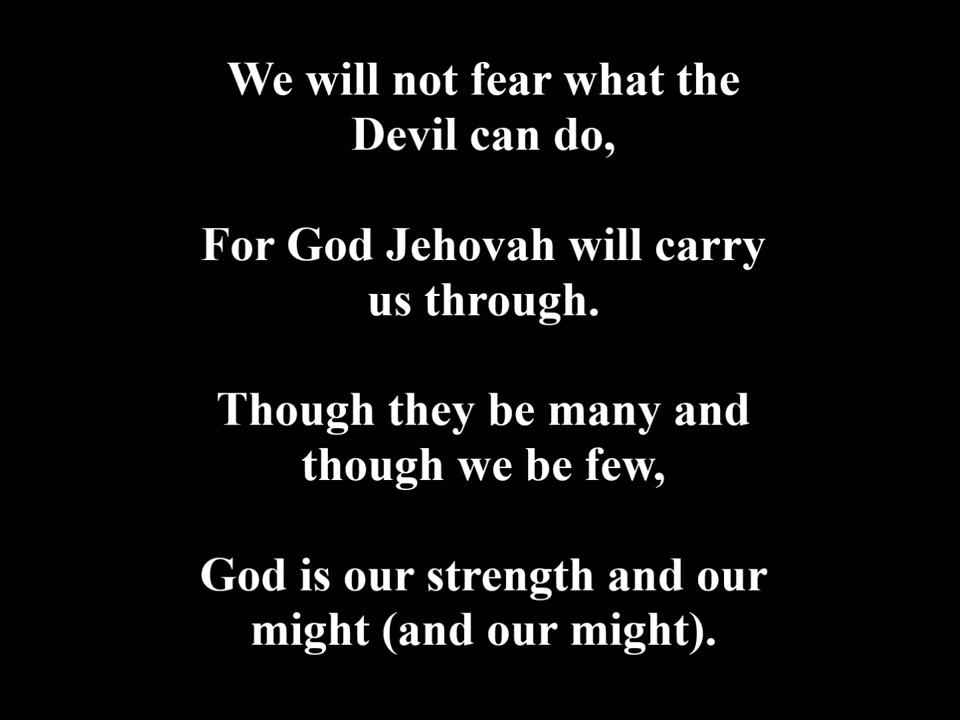 We will not fear what the
Devil can do,
For God Jehovah will carry
us through.
Though they be many and
though we be few,
God is our strength and our
might (and our might).